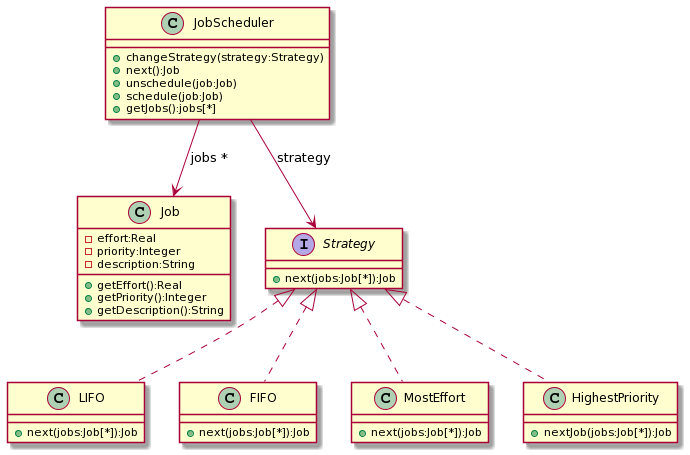 C JobScheduler
changeStrategy(strategy:Strategy)
next():Job
unschedule(job:Job)
schedule(job:Job)
getJobs():jobs[*]
jobs *
strategy
C Job
effort:Real
priority:Integer
description:String
getEffort():Real
getPriority():Integer
getDescription():String
I Strategy
next(jobs:Job[*]):Job
C LIFO
next(jobs:Job[*]):Job
C FIFO
next(jobs:Job[*]):Job
C MostEffort
next(jobs:Job[*]):Job
C HighestPriority
nextJob(jobs:Job[*]):Job